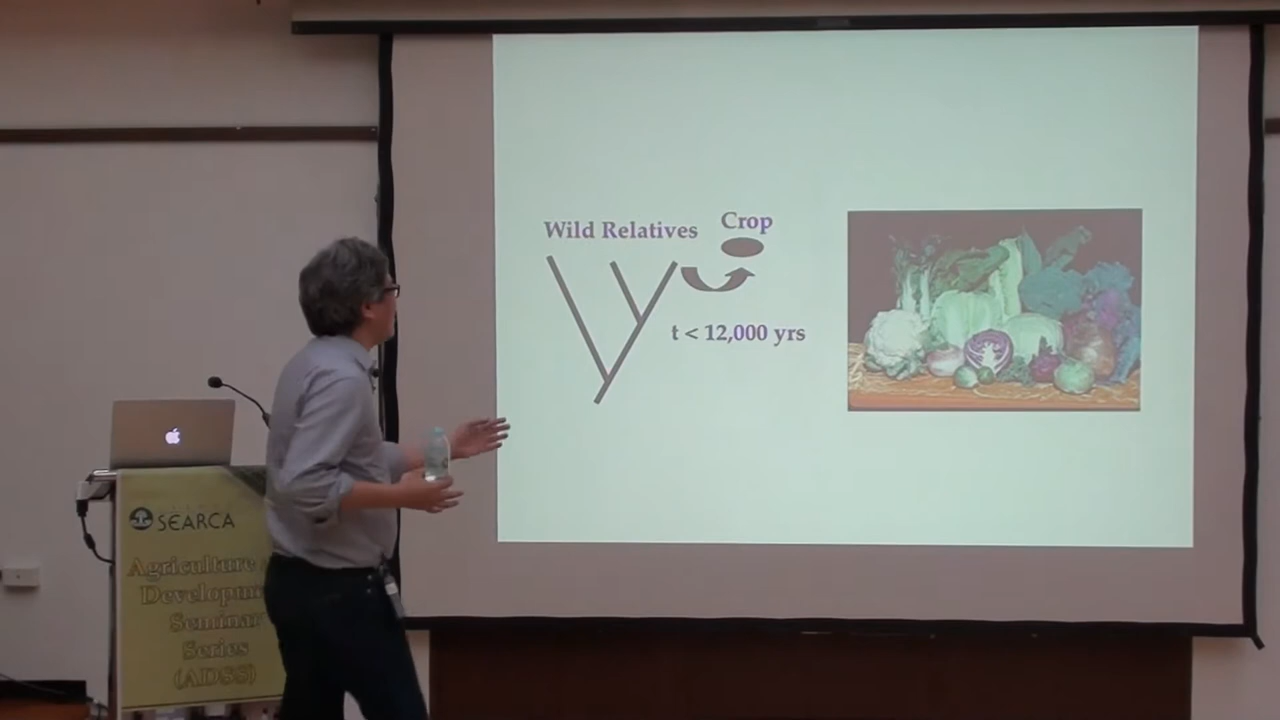 Wild Relatives
Crop
t < 12,000 yrs
SEARCA
Agriculture
Developm
Seminar
Series
(ADSS)